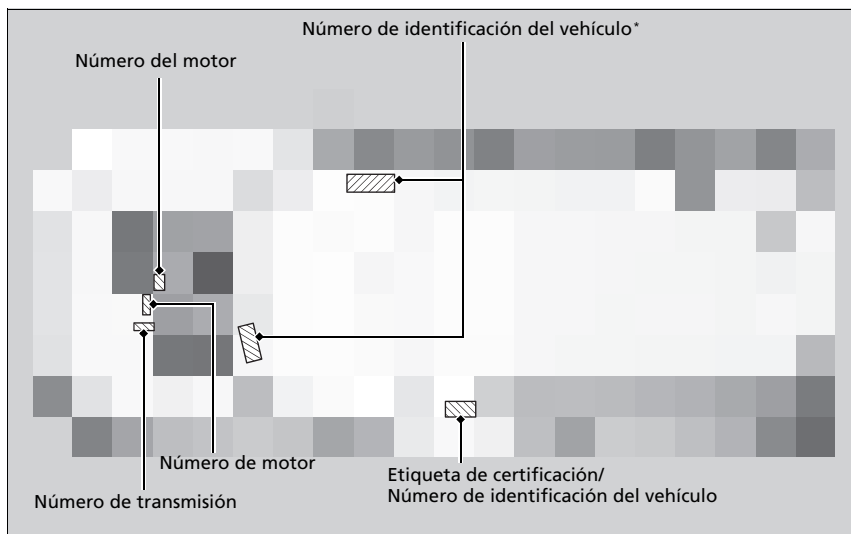 Número de identificación del vehículo*
Número del motor
Número de motor
Número de transmisión
Etiqueta de certificación/
Número de identificación del vehículo